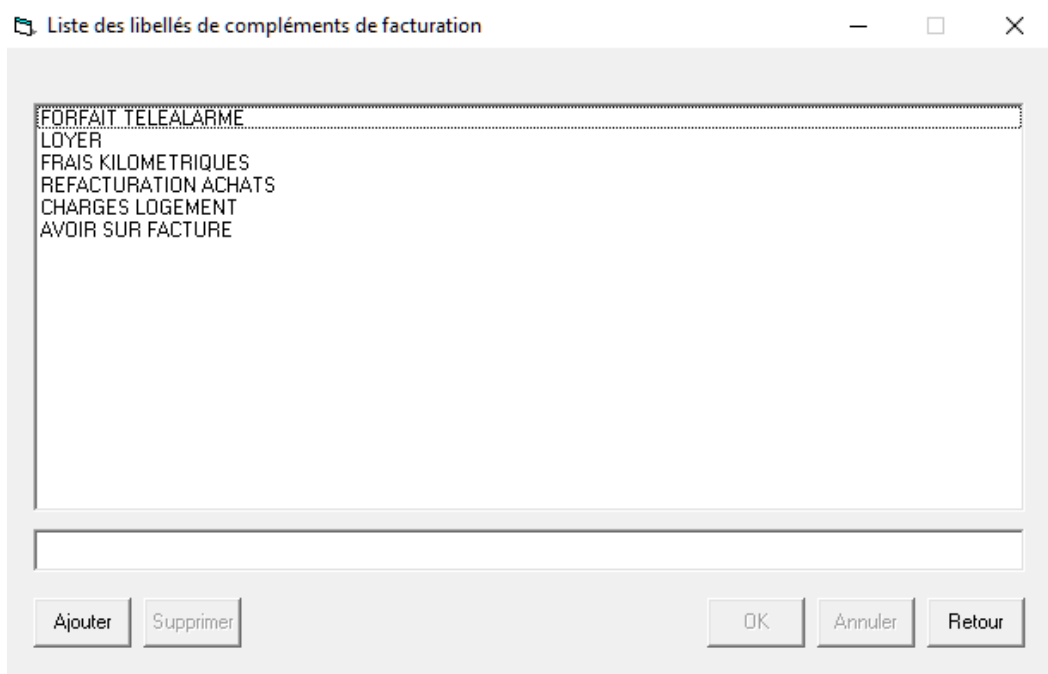 Liste des libellés de compléments de facturation
FORFAIT TELEALARME
LOYER
FRAIS KILOMETRIQUES
REFACTURATION ACHATS
CHARGES LOGEMENT
AVOIR SUR FACTURE
Ajouter Supprimer OK Annuler Retour